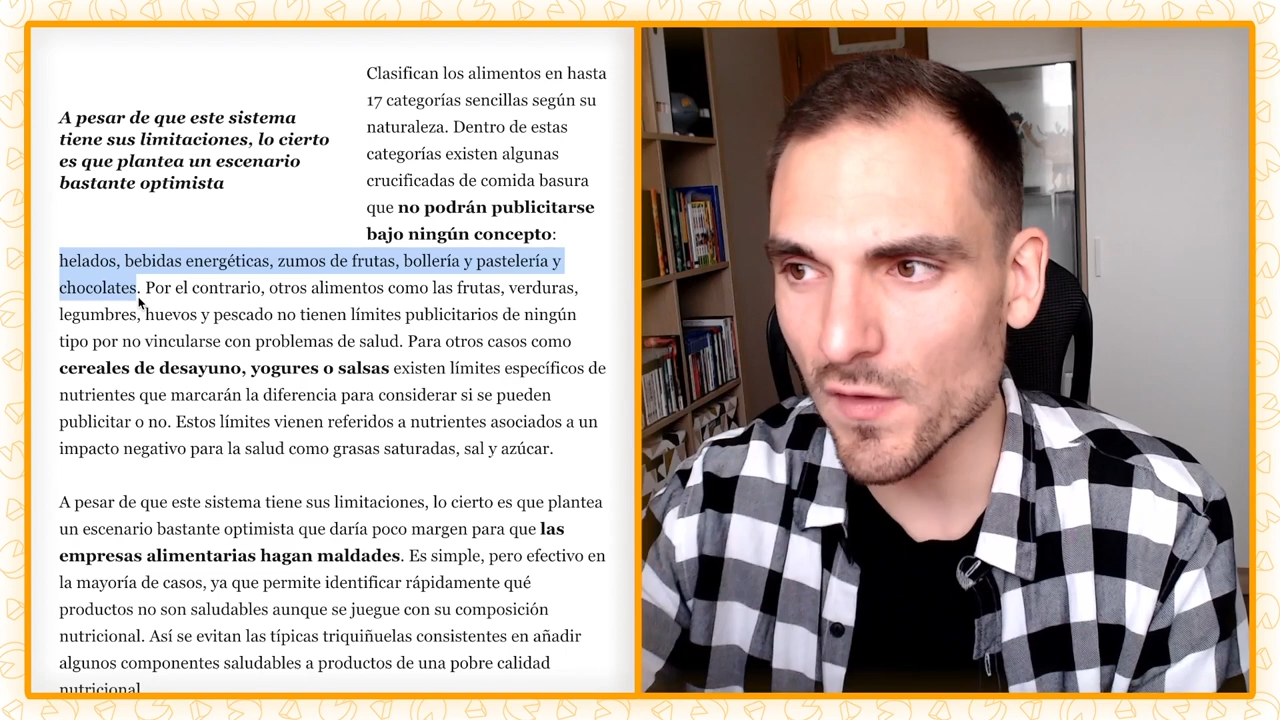 A pesar de que este sistema
tiene sus limitaciones, lo cierto
es que plantea un escenario
bastante optimista
Clasifican los alimentos en hasta
17 categorías sencillas según su
naturaleza. Dentro de estas
categorías existen algunas
crucificadas de comida basura
que no podrán publicitarse
bajo ningún concepto:
helados, bebidas energéticas, zumos de frutas, bollería y pastelería y
chocolates. Por el contrario, otros alimentos como las frutas, verduras,
legumbres, huevos y pescado no tienen límites publicitarios de ningún
tipo por no vincularse con problemas de salud. Para otros casos como
cereales de desayuno, yogures o salsas existen límites específicos de
nutrientes que marcarán la diferencia para considerar si se pueden
publicitar o no. Estos límites vienen referidos a nutrientes asociados a un
impacto negativo para la salud como grasas saturadas, sal y azúcar.
A pesar de que este sistema tiene sus limitaciones, lo cierto es que plantea
un escenario bastante optimista que daría poco margen para que las
empresas alimentarias hagan maldades. Es simple, pero efectivo en
la mayoría de casos, ya que permite identificar rápidamente qué
productos no son saludables aunque se juegue con su composición
nutricional. Así se evitan las típicas triquiñuelas consistentes en añadir
algunos componentes saludables a productos de una pobre calidad
nutricional.